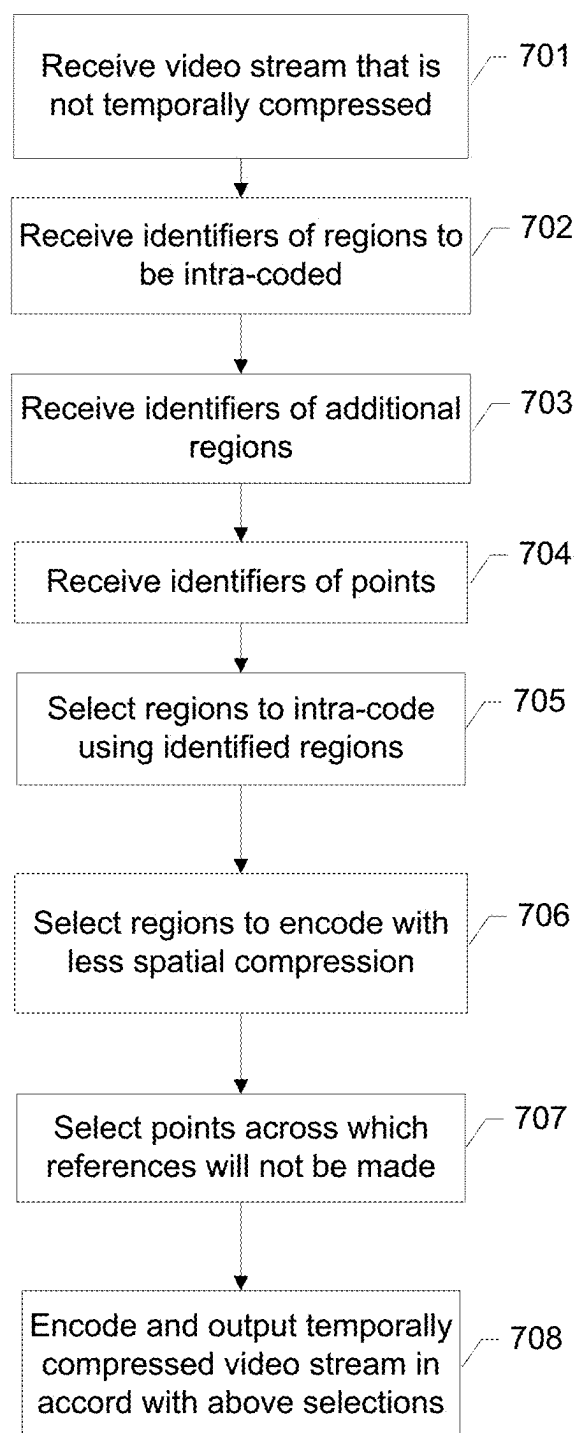 Receive video stream that is
not temporally compressed
701
Receive identifiers of regions to
be intra-coded
702
Receive identifiers of additional
regions
703
Receive identifiers of points
704
Select regions to intra-code
using identified regions
705
Select regions to encode with
less spatial compression
706
Select points across which
references will not be made
707
Encode and output temporally
compressed video stream in
accord with above selections
708